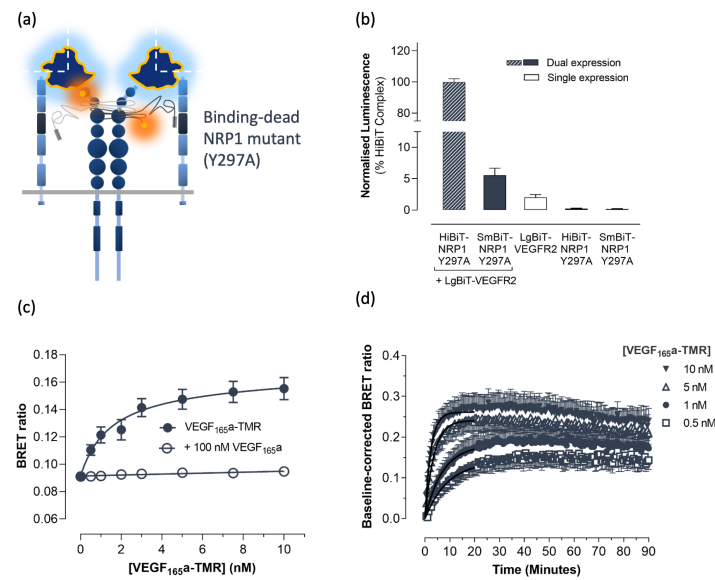 (a)
Binding-dead
NRP1 mutant
(Y297A)
(b)
Normalised Luminescence
(% HiBiT Complex)
120
100
80
10
5
0
Dual expression
Single expression
HiBiT-
NRP1
Y297A
SmBiT-
NRP1
Y297A
LgBiT-
VEGFR2
HiBiT-
NRP1
Y297A
SmBiT-
NRP1
Y297A
+ LgBiT-VEGFR2
(c)
BRET ratio
0.18
0.16
0.14
0.12
0.10
0.08
0.06
VEGF₁₆₅a-TMR
+ 100 nM VEGF₁₆₅a
0 2 4 6 8 10
[VEGF₁₆₅a-TMR] (nM)
(d)
[VEGF₁₆₅a-TMR]
10 nM
5 nM
1 nM
0.5 nM
Baseline-corrected BRET ratio
0.4
0.3
0.2
0.1
0.0
0 10 20 30 40 50 60 70 80 90
Time (Minutes)